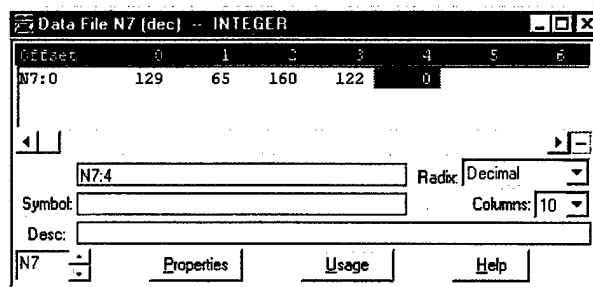 Data File N7 (dec) -- INTEGER
Offset 0 1 2 3 4 5 6
N7:0 129 65 160 122 0
N7:4 Radix: Decimal
Symbol: Columns: 10
Desc:
N7 Properties Usage Help